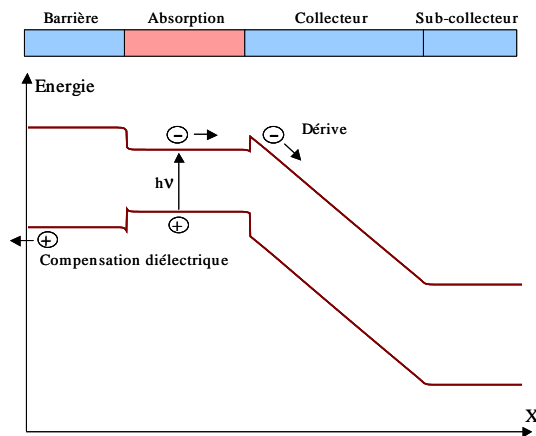 Barrière Absorption Collecteur Sub-collecteur
Energie
− − Dérive
hν
+
+
Compensation diélectrique
X